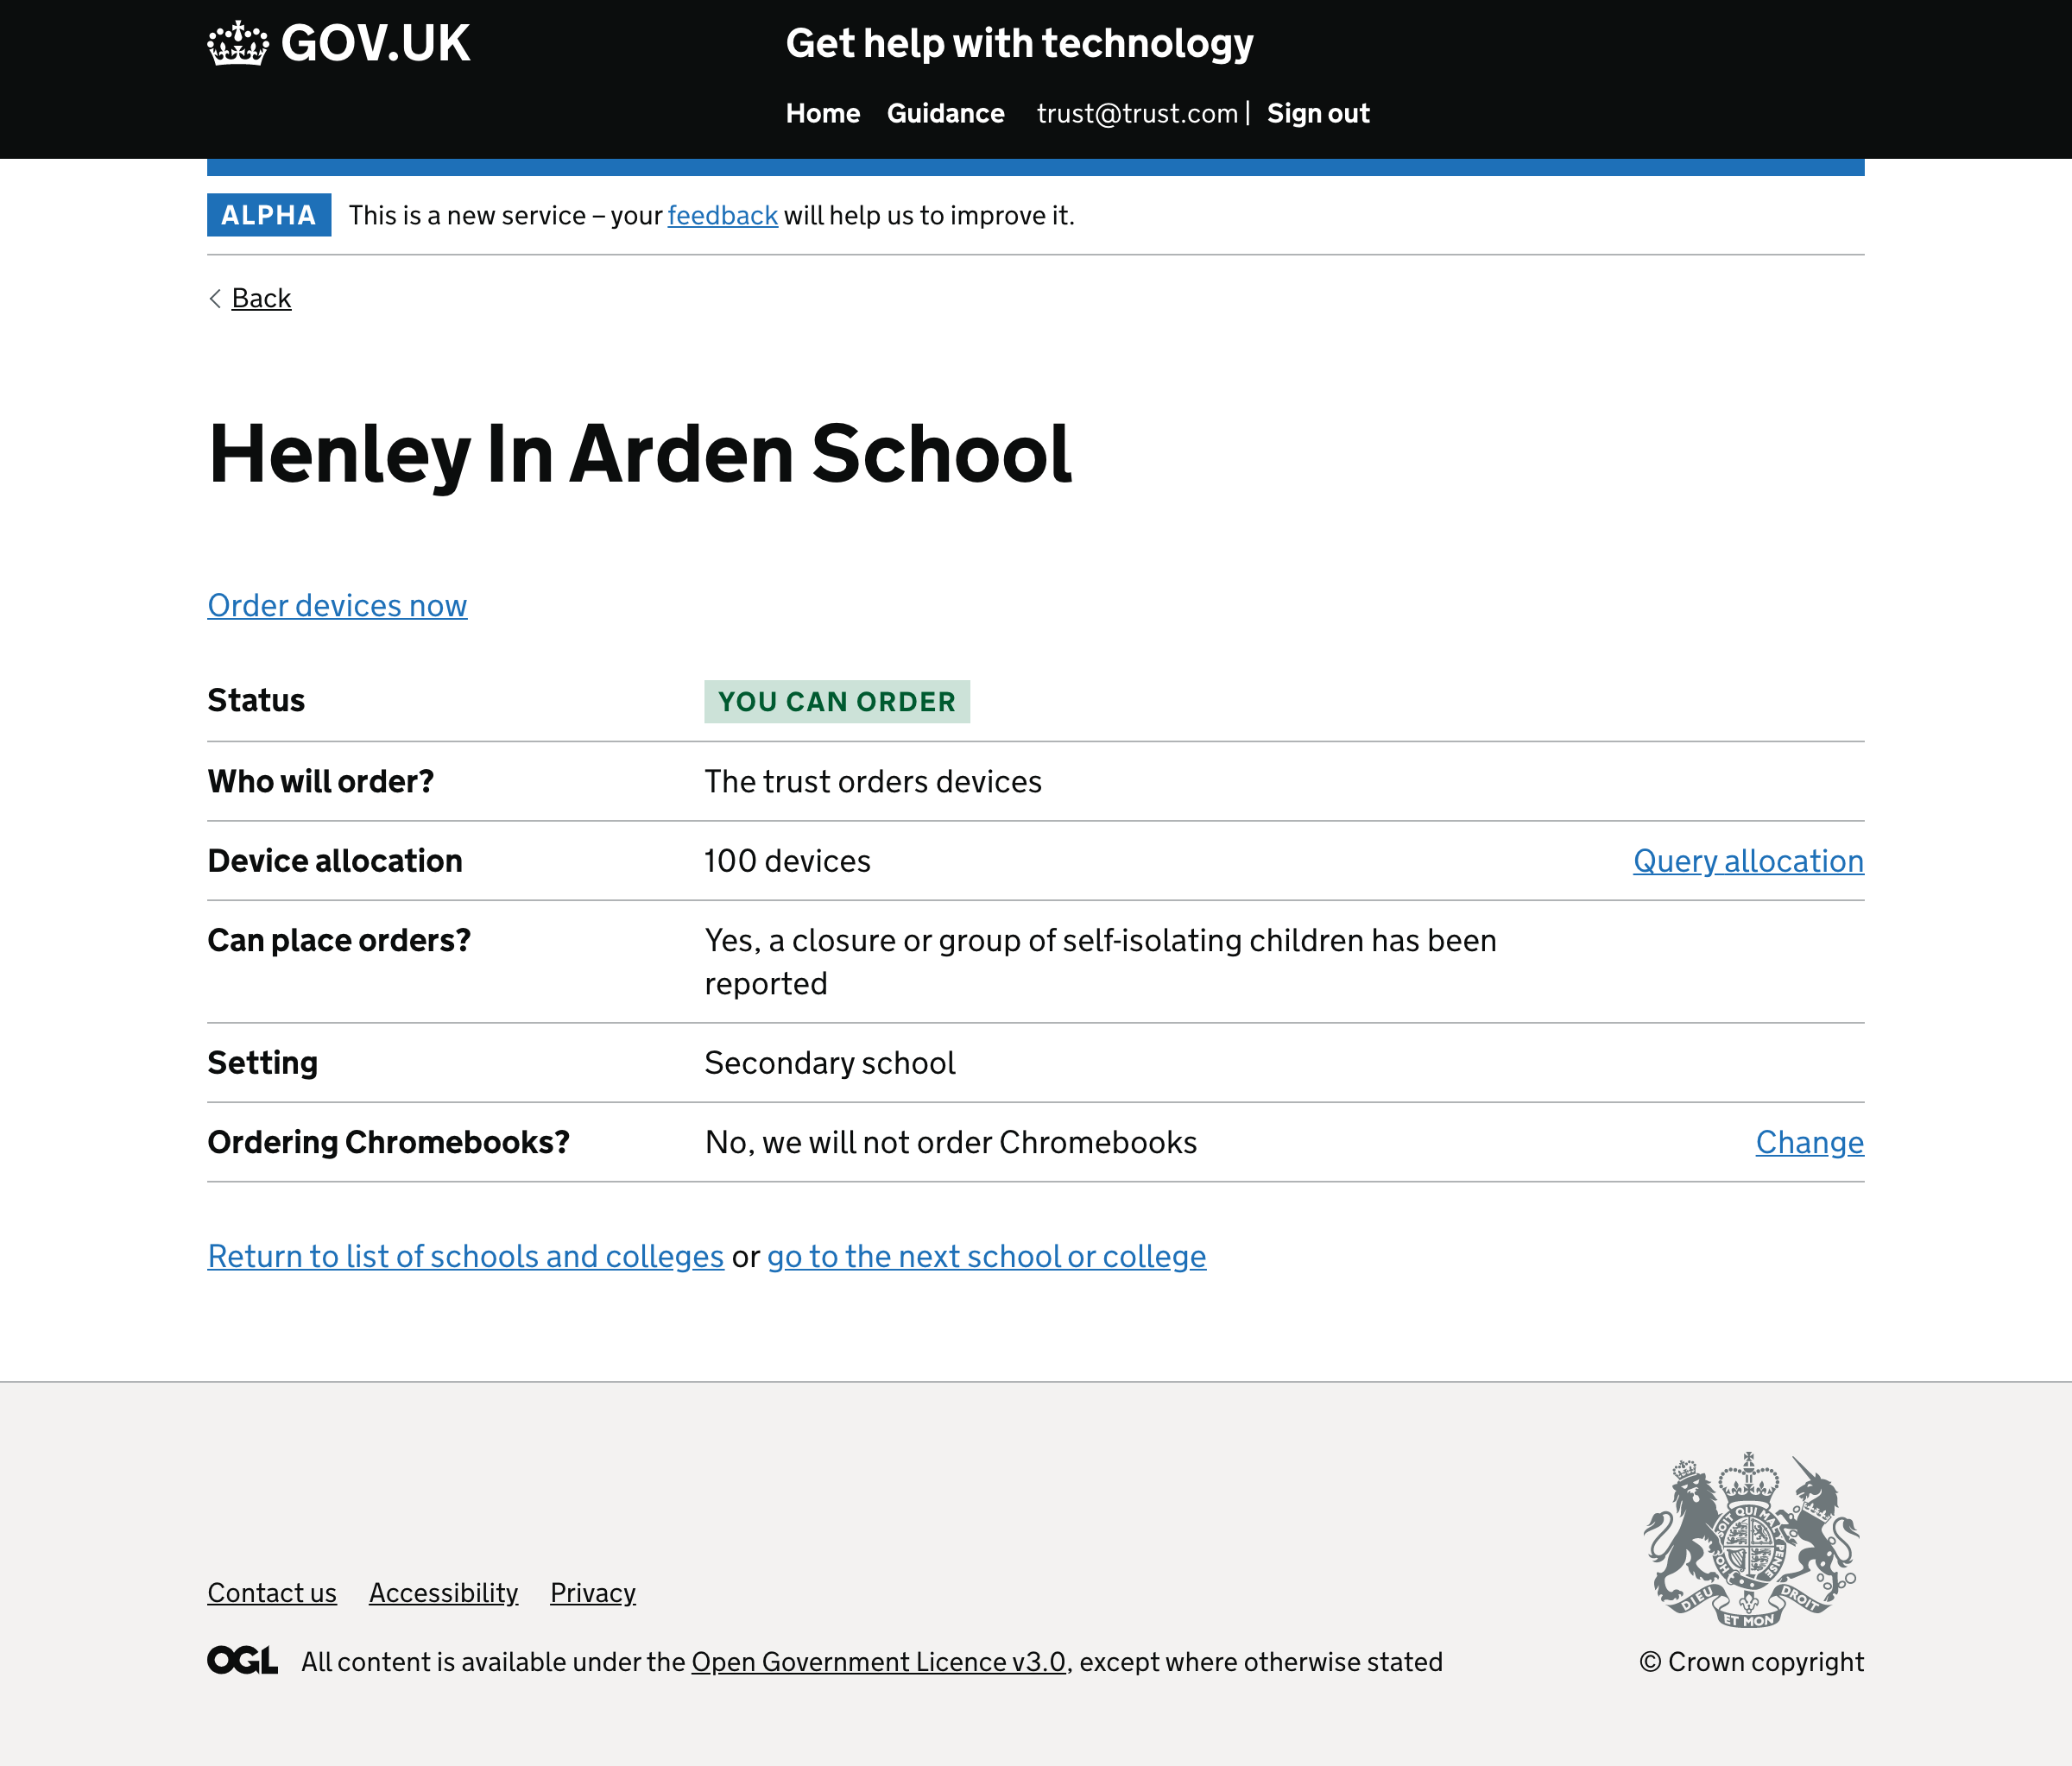 GOV.UK Get help with technology
Home Guidance trust@trust.com | Sign out
ALPHA This is a new service – your feedback will help us to improve it.
Back
Henley In Arden School
Order devices now
Status YOU CAN ORDER
Who will order? The trust orders devices
Device allocation 100 devices Query allocation
Can place orders? Yes, a closure or group of self-isolating children has been
reported
Setting Secondary school
Ordering Chromebooks? No, we will not order Chromebooks Change
Return to list of schools and colleges or go to the next school or college
SOIT QUI MAL
PENSE
HON
DIEU ET MON DROIT
Contact us Accessibility Privacy
OGL All content is available under the Open Government Licence v3.0, except where otherwise stated
© Crown copyright